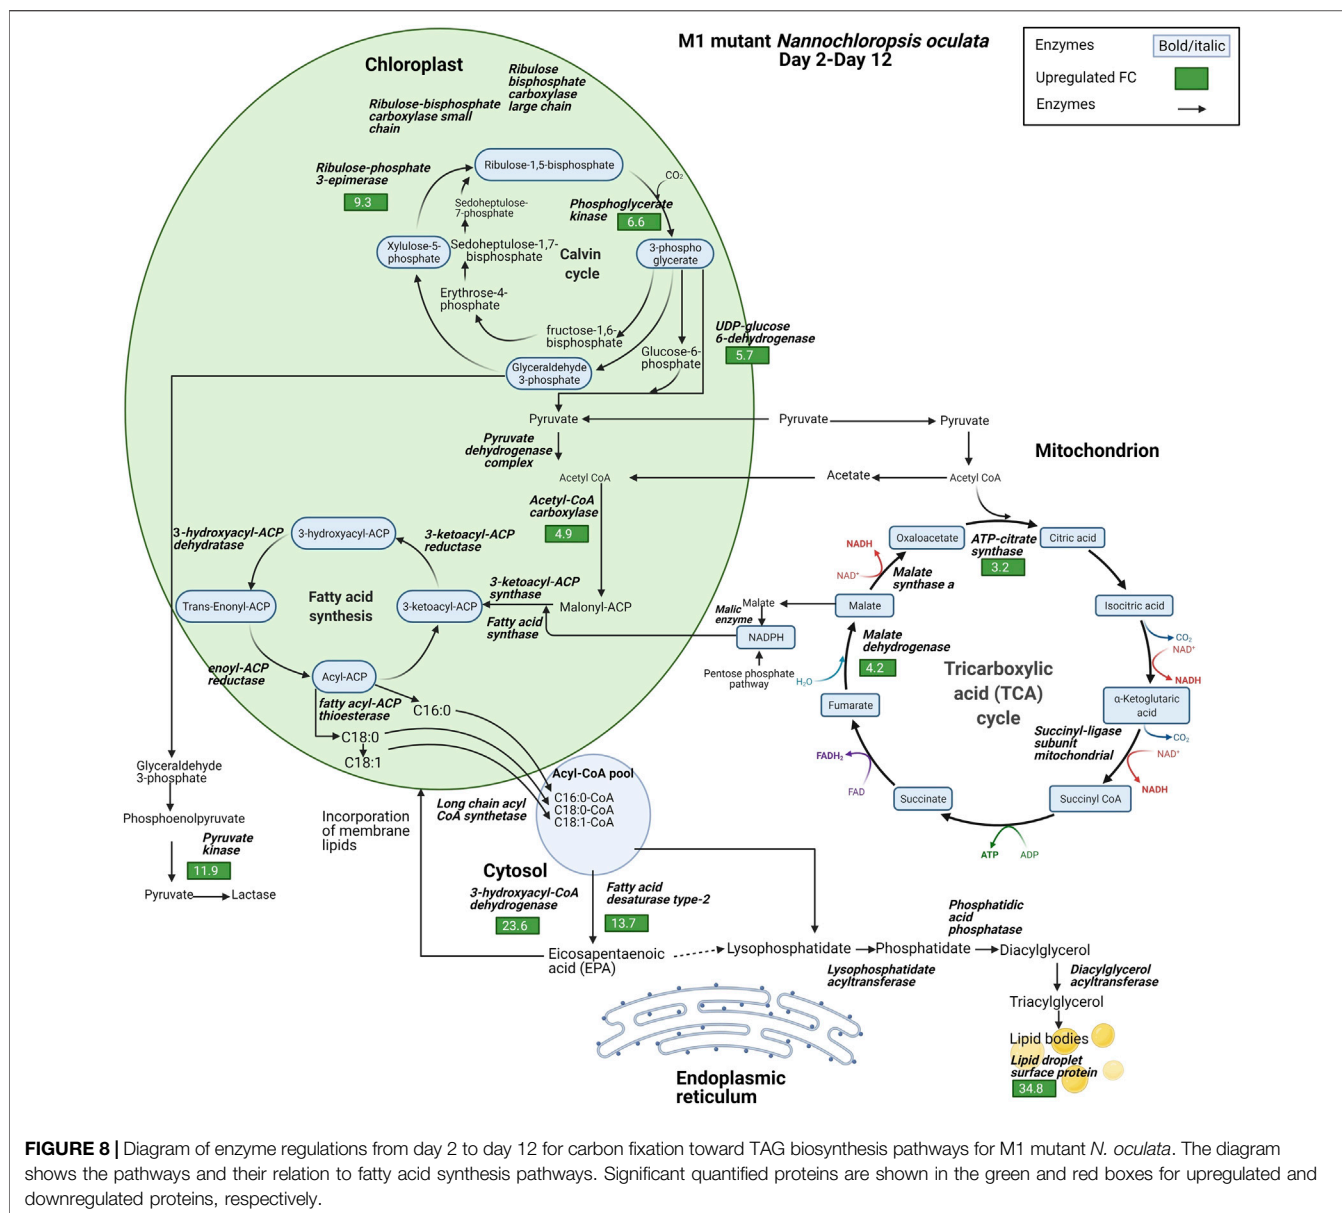 M1 mutant Nannochloropsis oculata
Day 2-Day 12
Enzymes
Bold/italic
Upregulated FC
Enzymes
Chloroplast
Ribulose
bisphosphate
carboxylase
large chain
Ribulose-bisphosphate
carboxylase small
chain
Ribulose-phosphate
3-epimerase
9.3
Ribulose-1,5-bisphosphate
CO₂
Sedoheptulose-
7-phosphate
Phosphoglycerate
kinase
6.6
Xylulose-5-
phosphate
Sedoheptulose-1,7-
bisphosphate
Calvin
cycle
3-phospho
glycerate
Erythrose-4-
phosphate
fructose-1,6-
bisphosphate
Glucose-6-
phosphate
UDP-glucose
6-dehydrogenase
5.7
Glyceraldehyde
3-phosphate
Pyruvate
Pyruvate
Pyruvate
Pyruvate
dehydrogenase
complex
Mitochondrion
Acetyl CoA
Acetate
Acetyl CoA
Acetyl-CoA
carboxylase
4.9
3-hydroxyacyl-ACP
dehydratase
3-hydroxyacyl-ACP
3-ketoacyl-ACP
reductase
Trans-Enonyl-ACP
Fatty acid
synthesis
3-ketoacyl-ACP
3-ketoacyl-ACP
synthase
Fatty acid
synthase
Malonyl-ACP
enoyl-ACP
reductase
Acyl-ACP
fatty acyl-ACP
thioesterase
C16:0
C18:0
C18:1
NADH
NAD⁺
Oxaloacetate
ATP-citrate
synthase
3.2
Citric acid
Malate
synthase a
Malate
Malic
enzyme
Malate
NADPH
Pentose phosphate
pathway
Malate
dehydrogenase
4.2
H₂O
Isocitric acid
CO₂
NAD⁺
NADH
Tricarboxylic
acid (TCA)
cycle
α-Ketoglutaric
acid
Fumarate
CO₂
Succinyl-ligase
subunit
mitochondrial
NAD⁺
NADH
FADH₂
FAD
Succinate
Succinyl CoA
ATP
ADP
Glyceraldehyde
3-phosphate
Phosphoenolpyruvate
Pyruvate
kinase
11.9
Pyruvate
Lactase
Incorporation
of membrane
lipids
Long chain acyl
CoA synthetase
Acyl-CoA pool
C16:0-CoA
C18:0-CoA
C18:1-CoA
Cytosol
3-hydroxyacyl-CoA
dehydrogenase
23.6
Fatty acid
desaturase type-2
13.7
Eicosapentaenoic
acid (EPA)
Lysophosphatidate
Phosphatidate
Diacylglycerol
Phosphatidic
acid
phosphatase
Lysophosphatidate
acyltransferase
Diacylglycerol
acyltransferase
Triacylglycerol
Lipid bodies
Lipid droplet
surface protein
34.8
Endoplasmic
reticulum
FIGURE 8 | Diagram of enzyme regulations from day 2 to day 12 for carbon fixation toward TAG biosynthesis pathways for M1 mutant N. oculata. The diagram
shows the pathways and their relation to fatty acid synthesis pathways. Significant quantified proteins are shown in the green and red boxes for upregulated and
downregulated proteins, respectively.